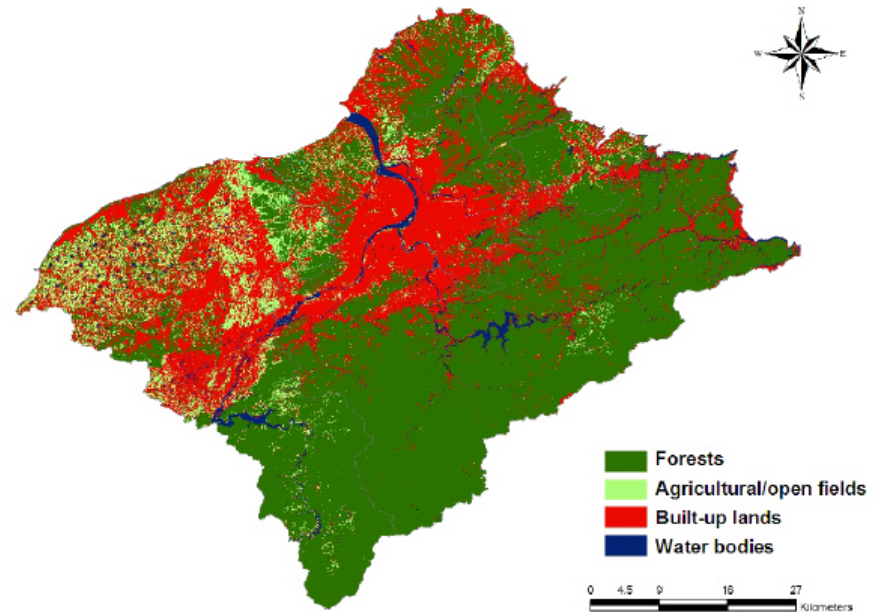 N
W E
S
Forests
Agricultural/open fields
Built-up lands
Water bodies
0 4.5 9 18 27
Kilometers